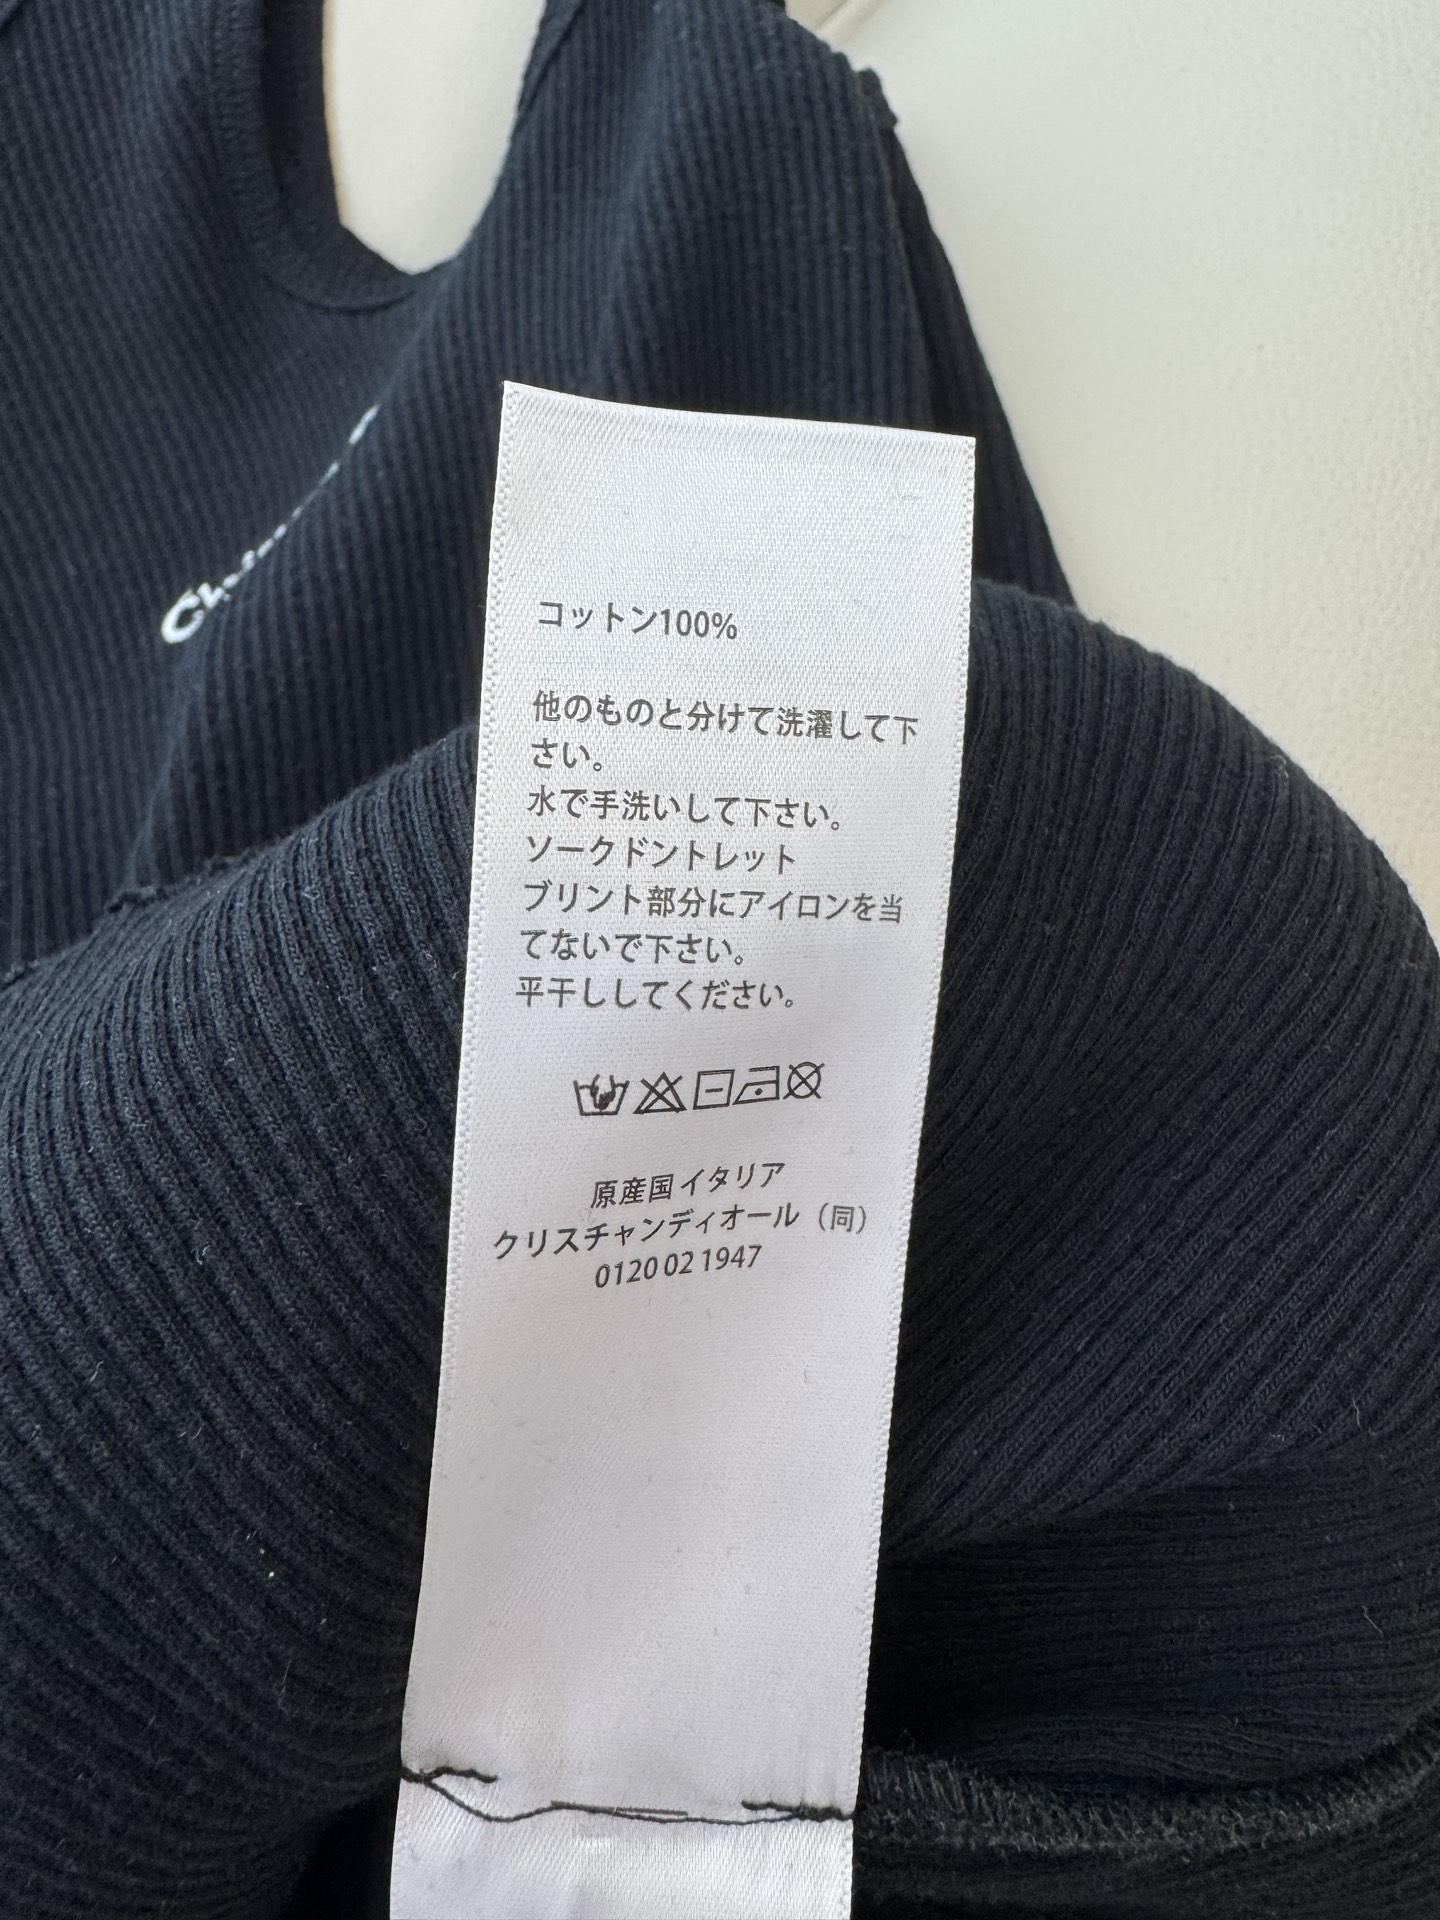 コットン100%
他のものと分けて洗濯して下
さい。
水で手洗いして下さい。
ソークドントレット
プリント部分にアイロンを当
てないで下さい。
平干ししてください。
原産国イタリア
クリスチャンディオール（同）
0120 02 1947